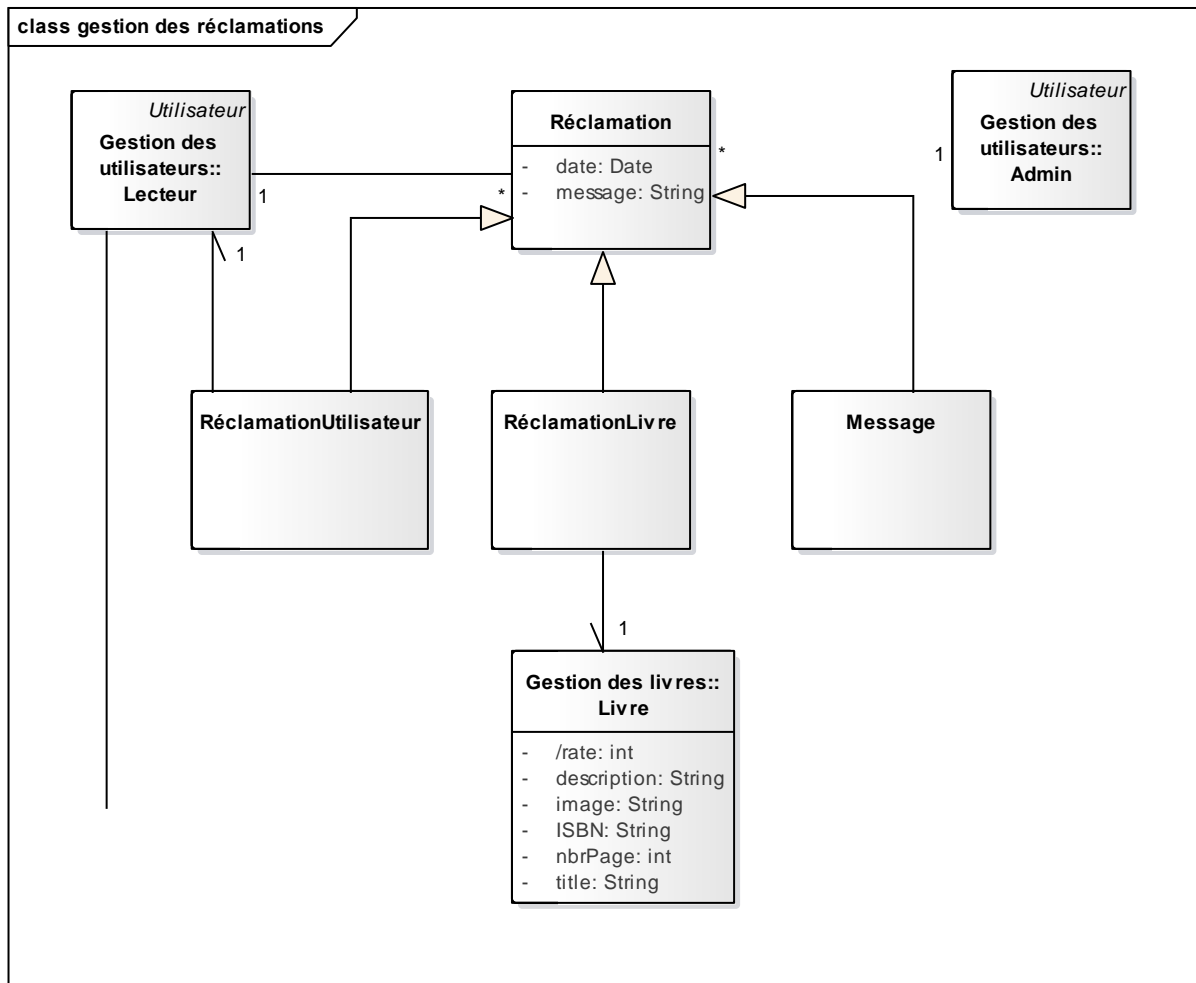 class gestion des réclamations
Utilisateur
Gestion des
utilisateurs::
Lecteur
1
1
Réclamation
- date: Date
- message: String
*
*
Utilisateur
Gestion des
utilisateurs::
Admin
1
RéclamationUtilisateur
RéclamationLivre
Message
1
Gestion des livres::
Livre
- /rate: int
- description: String
- image: String
- ISBN: String
- nbrPage: int
- title: String